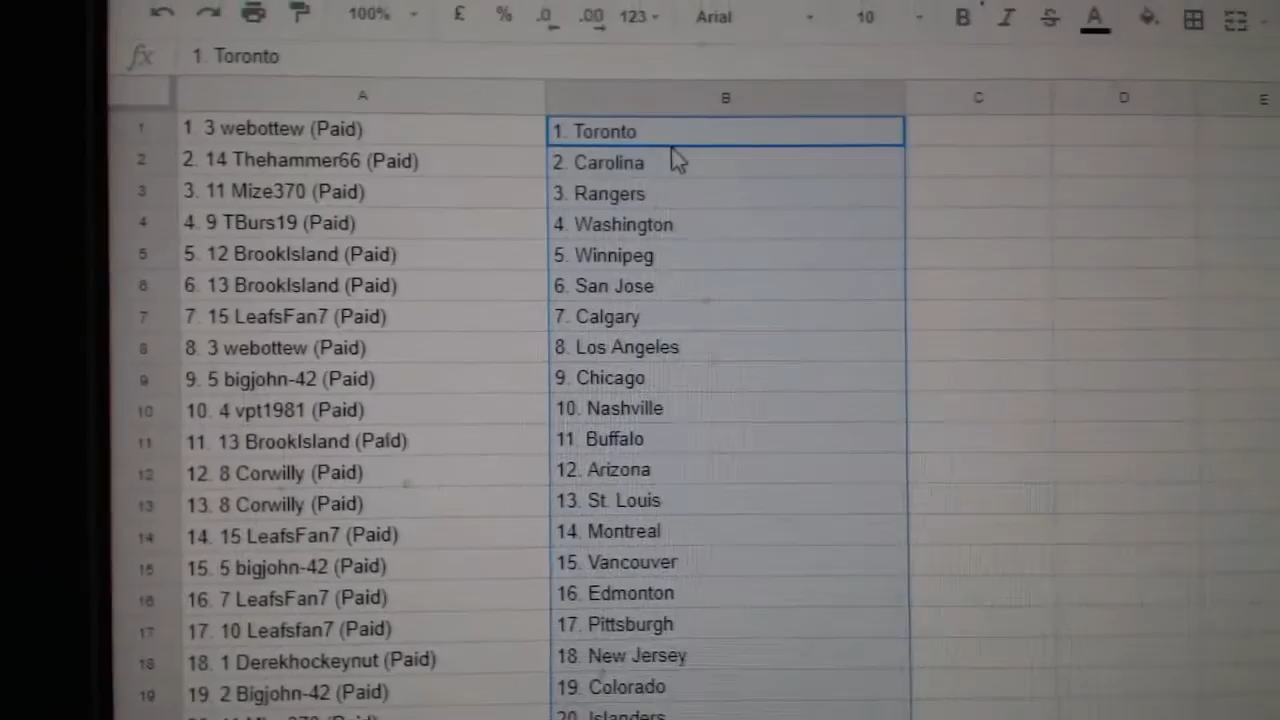 100% £ % .0 .00 123 Arial 10 B I S A
fx 1. Toronto
A B C D E
1 1. 3 webottew (Paid) 1. Toronto
2 2. 14 Thehammer66 (Paid) 2. Carolina
3 3. 11 Mize370 (Paid) 3. Rangers
4 4. 9 TBurs19 (Paid) 4. Washington
5 5. 12 BrookIsland (Paid) 5. Winnipeg
6 6. 13 BrookIsland (Paid) 6. San Jose
7 7. 15 LeafsFan7 (Paid) 7. Calgary
8 8. 3 webottew (Paid) 8. Los Angeles
9 9. 5 bigjohn-42 (Paid) 9. Chicago
10 10. 4 vpt1981 (Paid) 10. Nashville
11 11. 13 BrookIsland (Paid) 11. Buffalo
12 12. 8 Corwilly (Paid) 12. Arizona
13 13. 8 Corwilly (Paid) 13. St. Louis
14 14. 15 LeafsFan7 (Paid) 14. Montreal
15 15. 5 bigjohn-42 (Paid) 15. Vancouver
16 16. 7 LeafsFan7 (Paid) 16. Edmonton
17 17. 10 Leafsfan7 (Paid) 17. Pittsburgh
18 18. 1 Derekhockeynut (Paid) 18. New Jersey
19 19. 2 Bigjohn-42 (Paid) 19. Colorado
20. Islanders